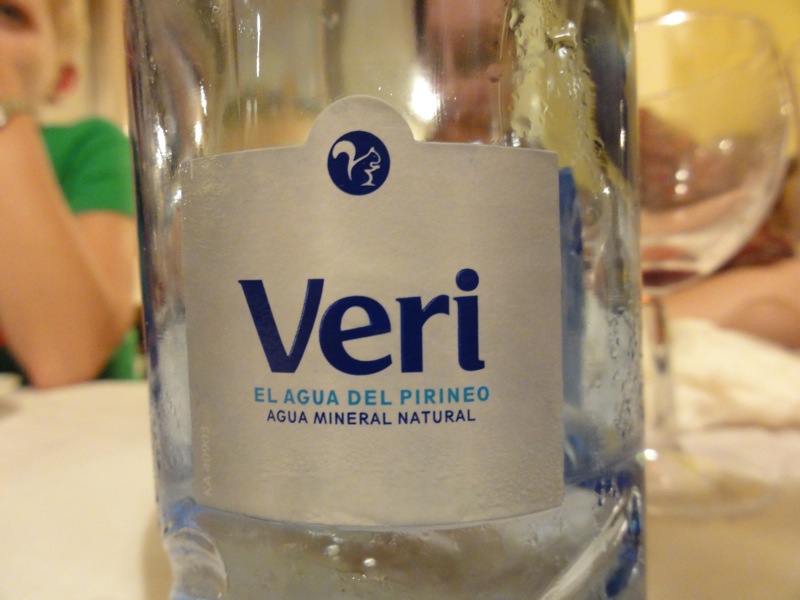 Veri
EL AGUA DEL PIRINEO
AGUA MINERAL NATURAL